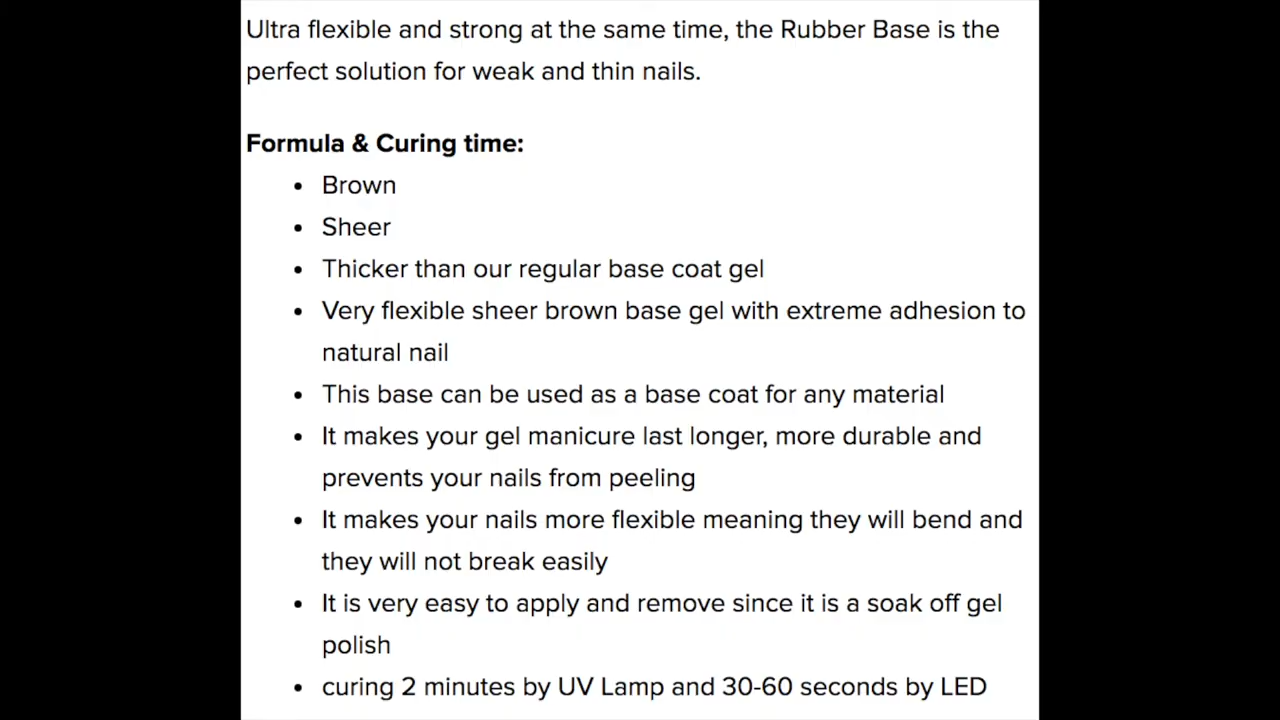 Ultra flexible and strong at the same time, the Rubber Base is the
perfect solution for weak and thin nails.
Formula & Curing time:
• Brown
• Sheer
• Thicker than our regular base coat gel
• Very flexible sheer brown base gel with extreme adhesion to
natural nail
• This base can be used as a base coat for any material
• It makes your gel manicure last longer, more durable and
prevents your nails from peeling
• It makes your nails more flexible meaning they will bend and
they will not break easily
• It is very easy to apply and remove since it is a soak off gel
polish
• curing 2 minutes by UV Lamp and 30-60 seconds by LED